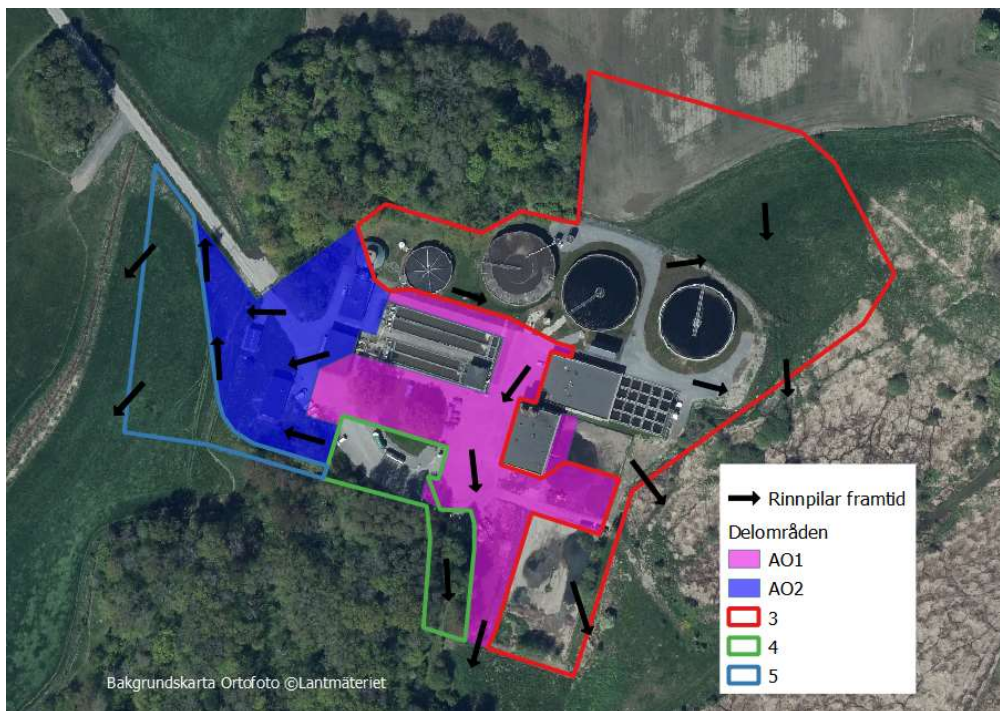 Rinnpilar framtid
Delområden
AO1
AO2
3
4
5
Bakgrundskarta Ortofoto ©Lantmäteriet